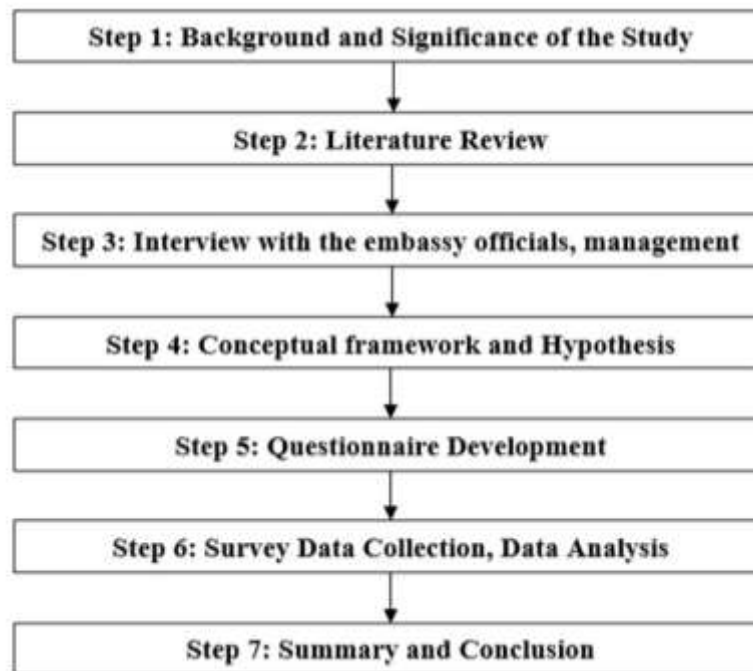 Step 1: Background and Significance of the Study
Step 2: Literature Review
Step 3: Interview with the embassy officials, management
Step 4: Conceptual framework and Hypothesis
Step 5: Questionnaire Development
Step 6: Survey Data Collection, Data Analysis
Step 7: Summary and Conclusion